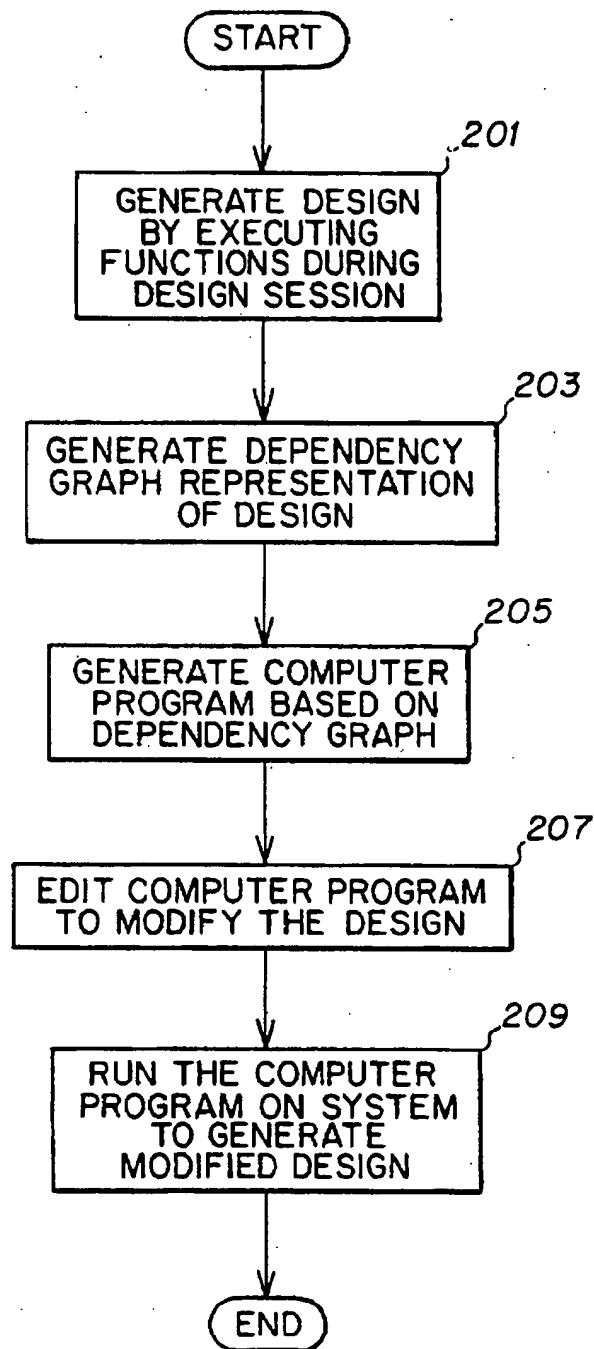 START
201
GENERATE DESIGN
BY EXECUTING
FUNCTIONS DURING
DESIGN SESSION
203
GENERATE DEPENDENCY
GRAPH REPRESENTATION
OF DESIGN
205
GENERATE COMPUTER
PROGRAM BASED ON
DEPENDENCY GRAPH
207
EDIT COMPUTER PROGRAM
TO MODIFY THE DESIGN
209
RUN THE COMPUTER
PROGRAM ON SYSTEM
TO GENERATE
MODIFIED DESIGN
END